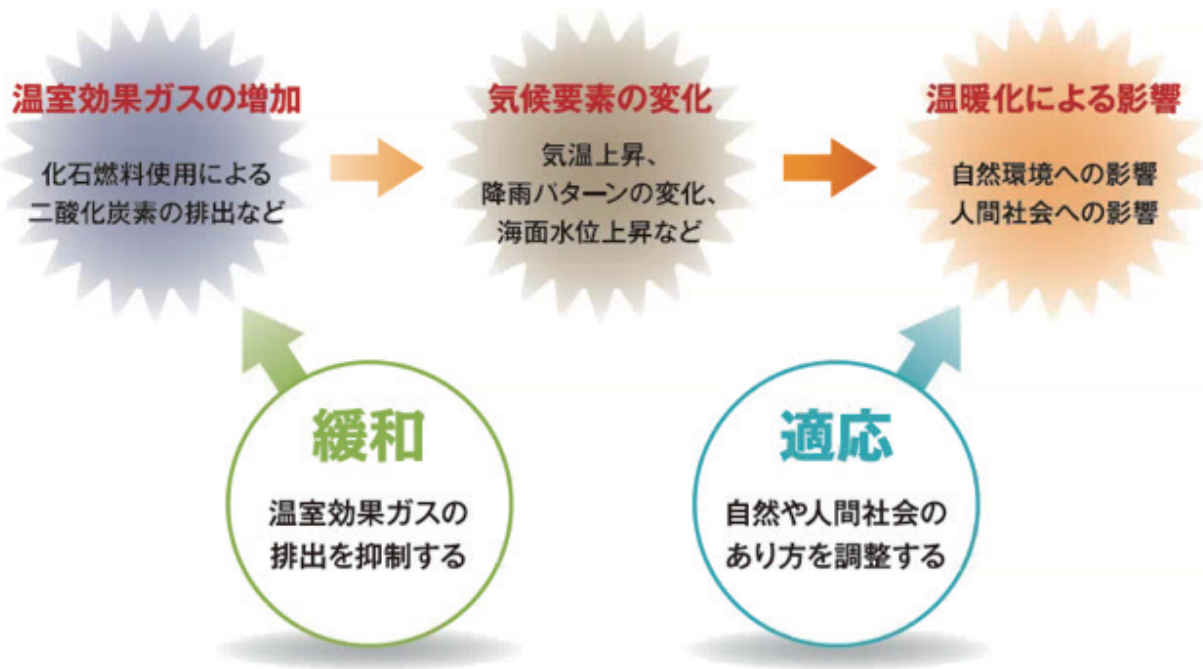 温室効果ガスの増加
化石燃料使用による
二酸化炭素の排出など
気候要素の変化
気温上昇、
降雨パターンの変化、
海面水位上昇など
温暖化による影響
自然環境への影響
人間社会への影響
緩和
温室効果ガスの
排出を抑制する
適応
自然や人間社会の
あり方を調整する